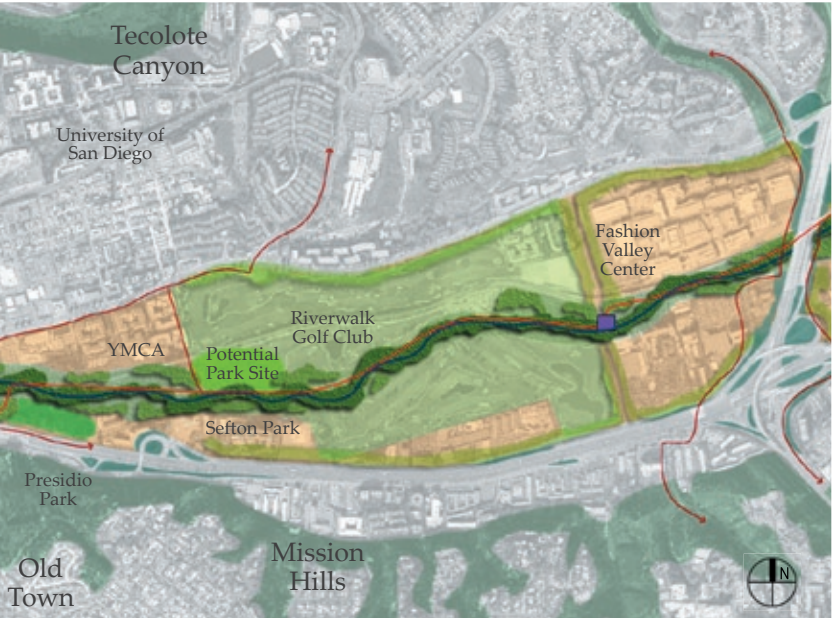 Tecolote
Canyon
University of
San Diego
Fashion
Valley
Center
Riverwalk
Golf Club
YMCA
Potential
Park Site
Sefton Park
Presidio
Park
Mission
Hills
Old
Town
N